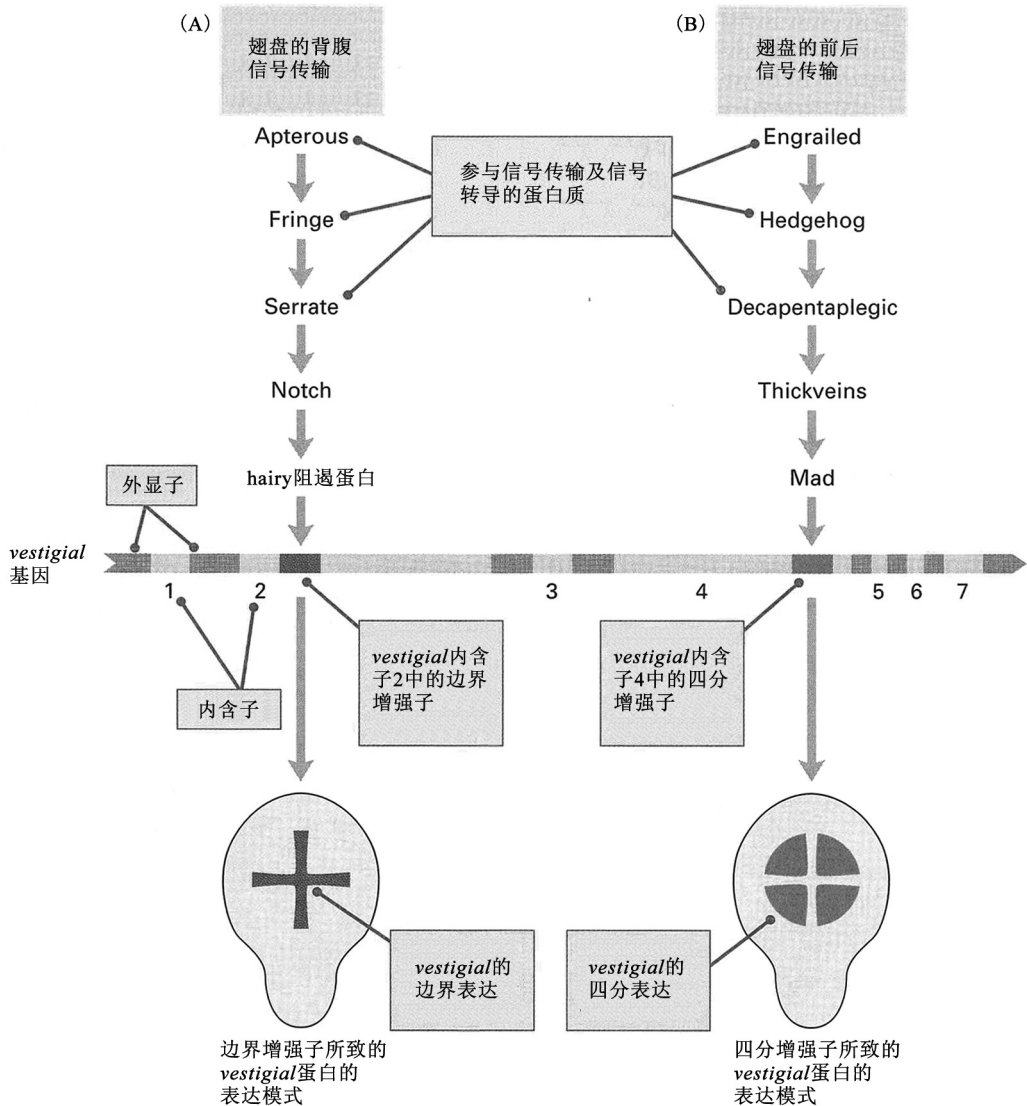 (A)
翅盘的背腹
信号传输
(B)
翅盘的前后
信号传输
Apterous
参与信号传输及信号
转导的蛋白质
Engrailed
Fringe
Hedgehog
Serrate
Decapentaplegic
Notch
Thickveins
外显子
hairy阻遏蛋白
Mad
vestigial
基因
1
2
3
4
5
6
7
内含子
vestigial内含
子2中的边界
增强子
vestigial内含
子4中的四分
增强子
vestigial的
边界表达
vestigial的
四分表达
边界增强子所致的
vestigial蛋白的
表达模式
四分增强子所致的
vestigial蛋白的
表达模式